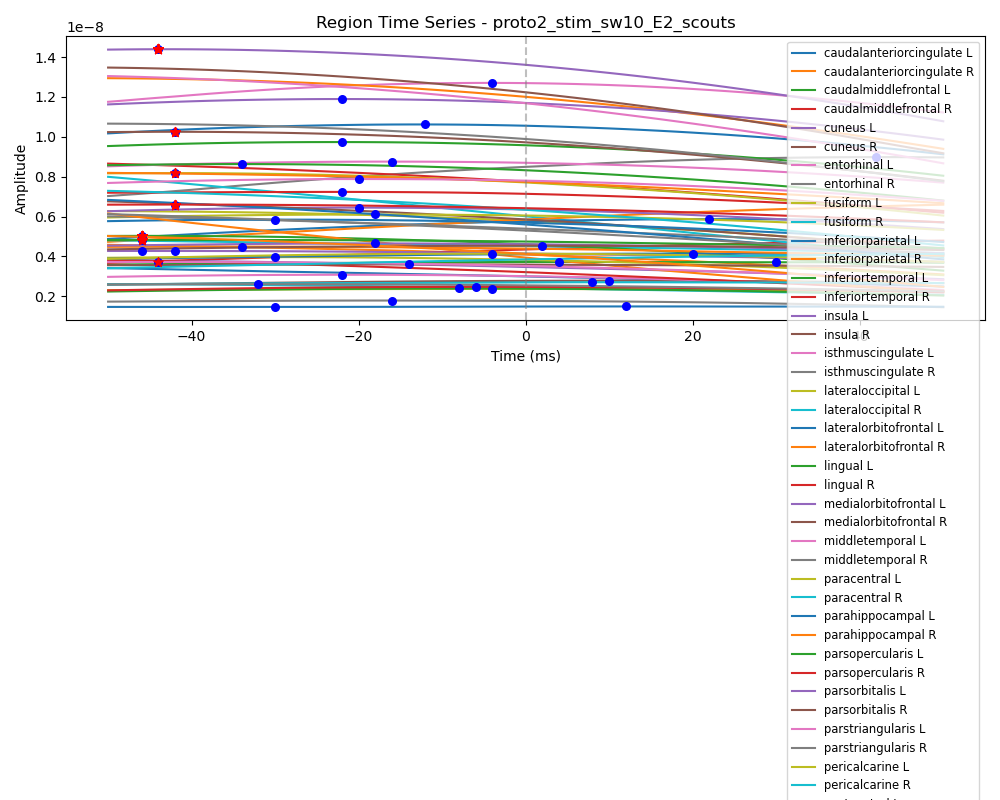 Region Time Series - proto2_stim_sw10_E2_scouts
1e−8
1.4
1.2
1.0
0.8
0.6
0.4
0.2
Amplitude
−40
−20
0
20
Time (ms)
caudalanteriorcingulate L
caudalanteriorcingulate R
caudalmiddlefrontal L
caudalmiddlefrontal R
cuneus L
cuneus R
entorhinal L
entorhinal R
fusiform L
fusiform R
inferiorparietal L
inferiorparietal R
inferiortemporal L
inferiortemporal R
insula L
insula R
isthmuscingulate L
isthmuscingulate R
lateraloccipital L
lateraloccipital R
lateralorbitofrontal L
lateralorbitofrontal R
lingual L
lingual R
medialorbitofrontal L
medialorbitofrontal R
middletemporal L
middletemporal R
paracentral L
paracentral R
parahippocampal L
parahippocampal R
parsopercularis L
parsopercularis R
parsorbitalis L
parsorbitalis R
parstriangularis L
parstriangularis R
pericalcarine L
pericalcarine R